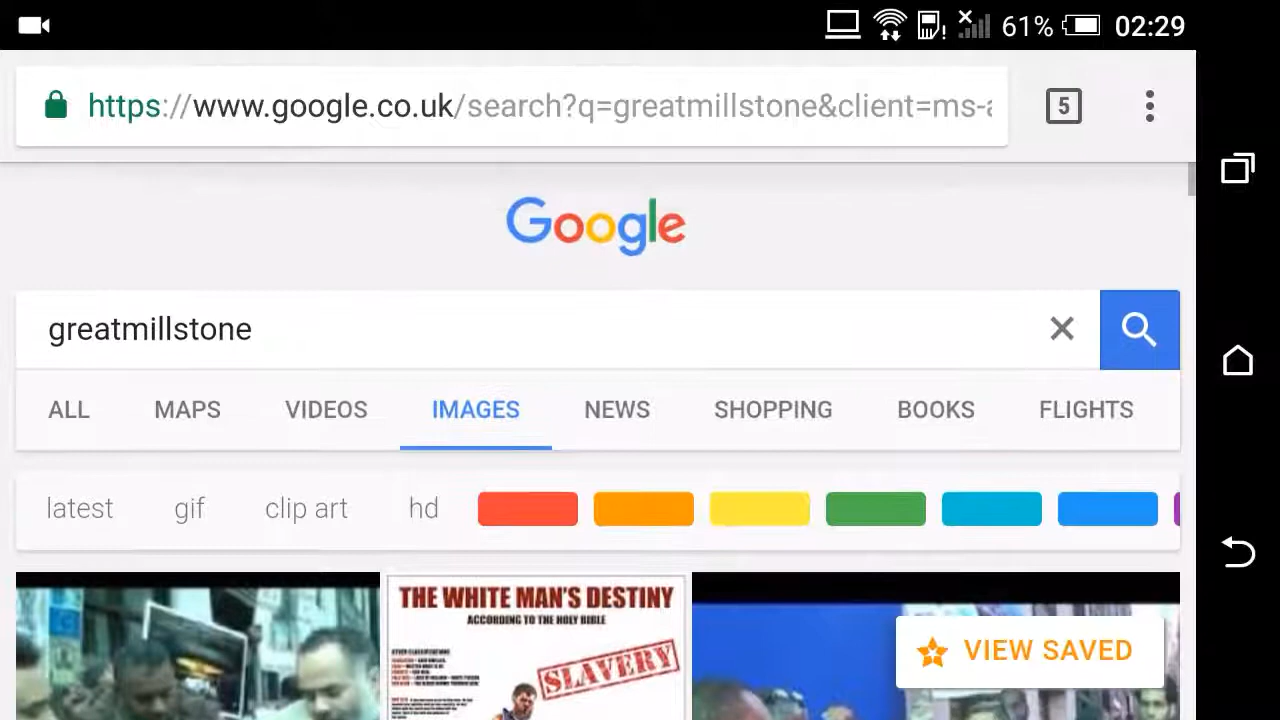 61% 02:29
https://www.google.co.uk/search?q=greatmillstone&client=ms-a
5
Google
greatmillstone
ALL MAPS VIDEOS IMAGES NEWS SHOPPING BOOKS FLIGHTS
latest gif clip art hd
THE WHITE MAN'S DESTINY
ACCORDING TO THE HOLY BIBLE
SLAVERY
VIEW SAVED